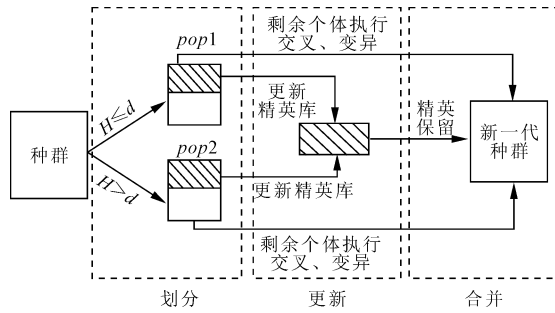 剩余个体执行
交叉、变异
pop1
更新
精英库
精英
保留
H≤d
种群
新一代
种群
pop2
H>d
更新精英库
剩余个体执行
交叉、变异
划分
更新
合并